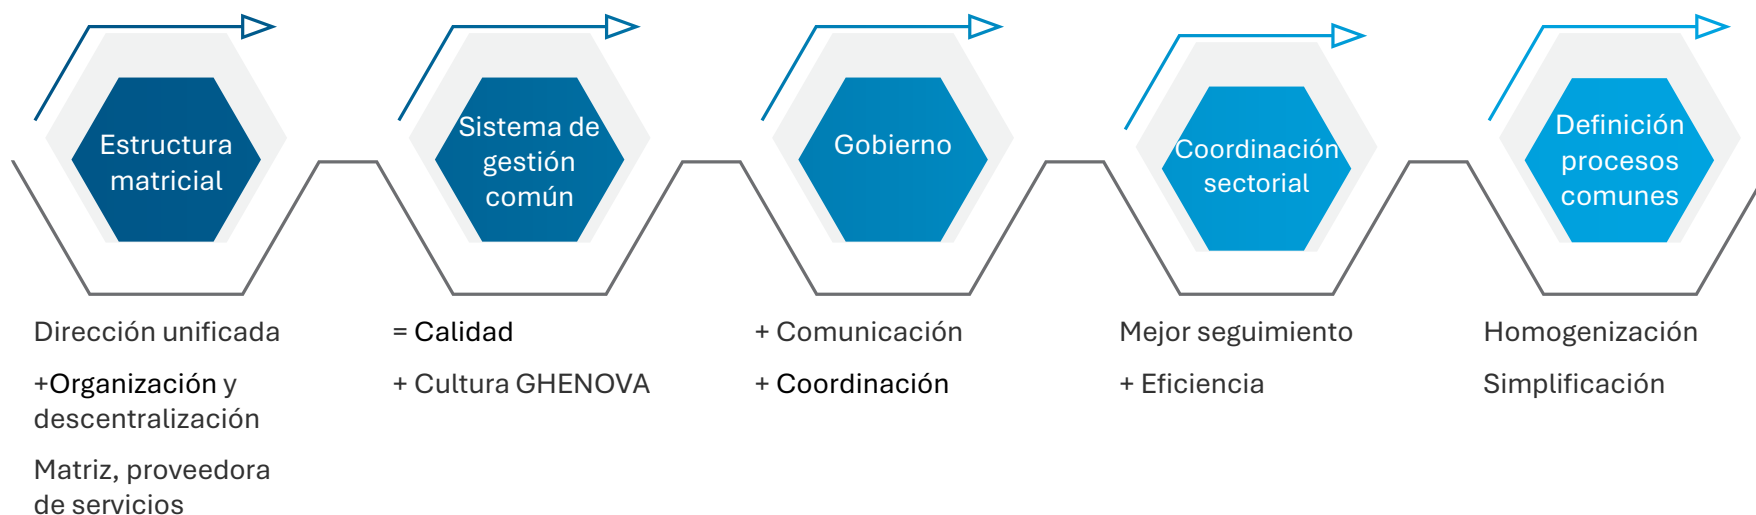 Estructura
matricial
Sistema de
gestión
común
Gobierno
Coordinación
sectorial
Definición
procesos
comunes
Dirección unificada
+Organización y
descentralización
Matriz, proveedora
de servicios
= Calidad
+ Cultura GHENOVA
+ Comunicación
+ Coordinación
Mejor seguimiento
+ Eficiencia
Homogenización
Simplificación